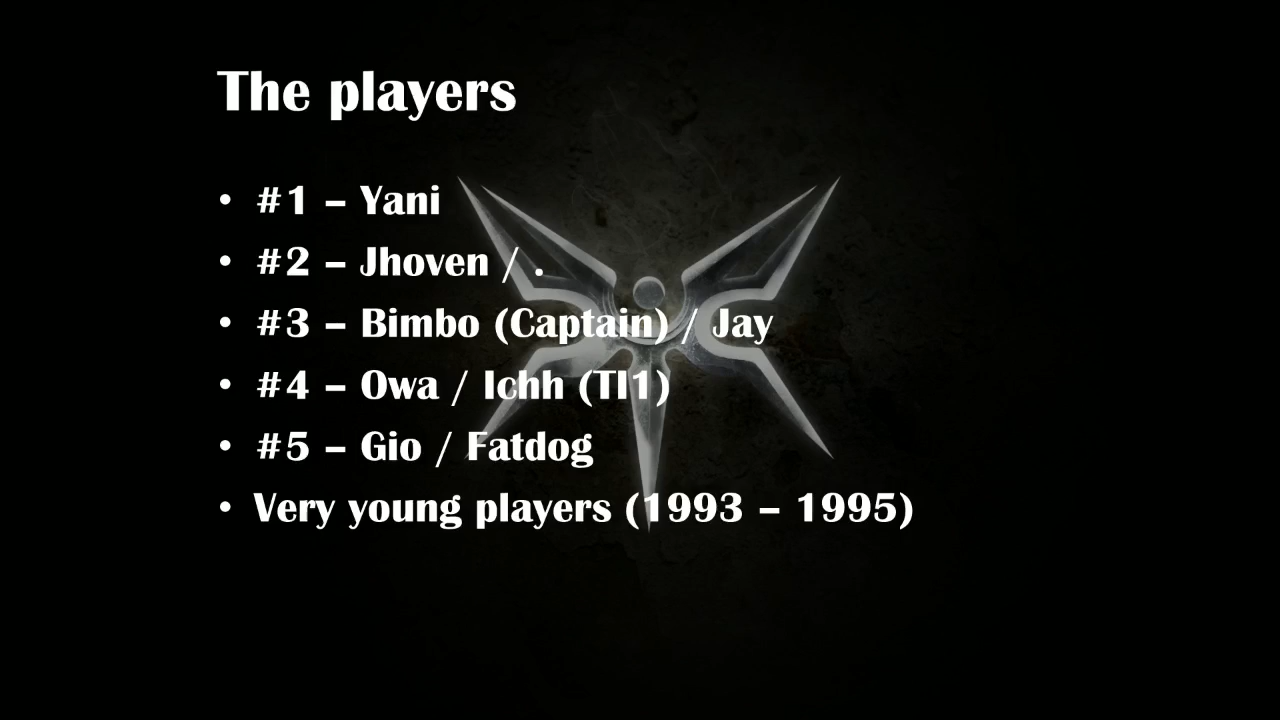 The players
• #1 – Yani
• #2 – Jhoven / .
• #3 – Bimbo (Captain) / Jay
• #4 – Owa / Ichh (TI1)
• #5 – Gio / Fatdog
• Very young players (1993 – 1995)